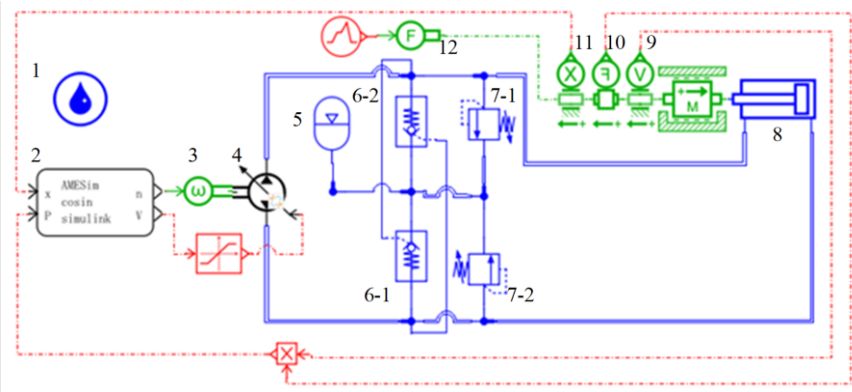 11 10 9
F
12
X F V
1
6-2
7-1
M
5
8
2
3
4
AMESim
cosin
simulink
x
P
n
V
ω
6-1
7-2
X